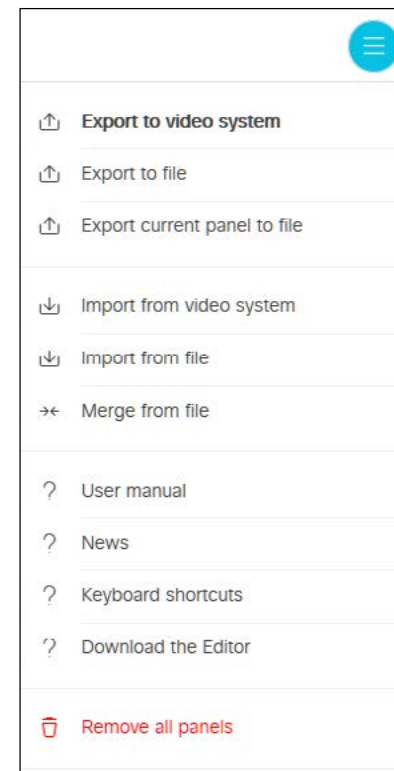 Export to video system
Export to file
Export current panel to file
Import from video system
Import from file
Merge from file
User manual
News
Keyboard shortcuts
Download the Editor
Remove all panels